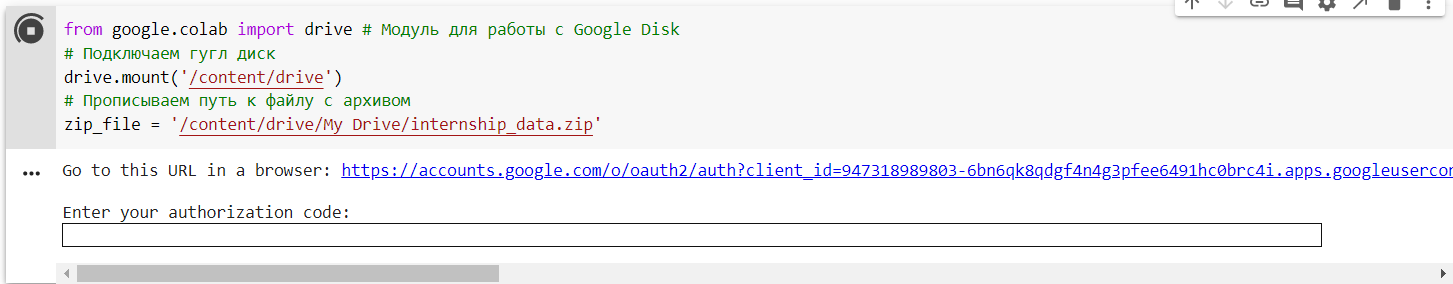 from google.colab import drive # Модуль для работы с Google Disk
# Подключаем гугл диск
drive.mount('/content/drive')
# Прописываем путь к файлу с архивом
zip_file = '/content/drive/My Drive/internship_data.zip'
Go to this URL in a browser: https://accounts.google.com/o/oauth2/auth?client_id=947318989803-6bn6qk8qdgf4n4g3pfee6491hc0brc4i.apps.googleusercon
Enter your authorization code: